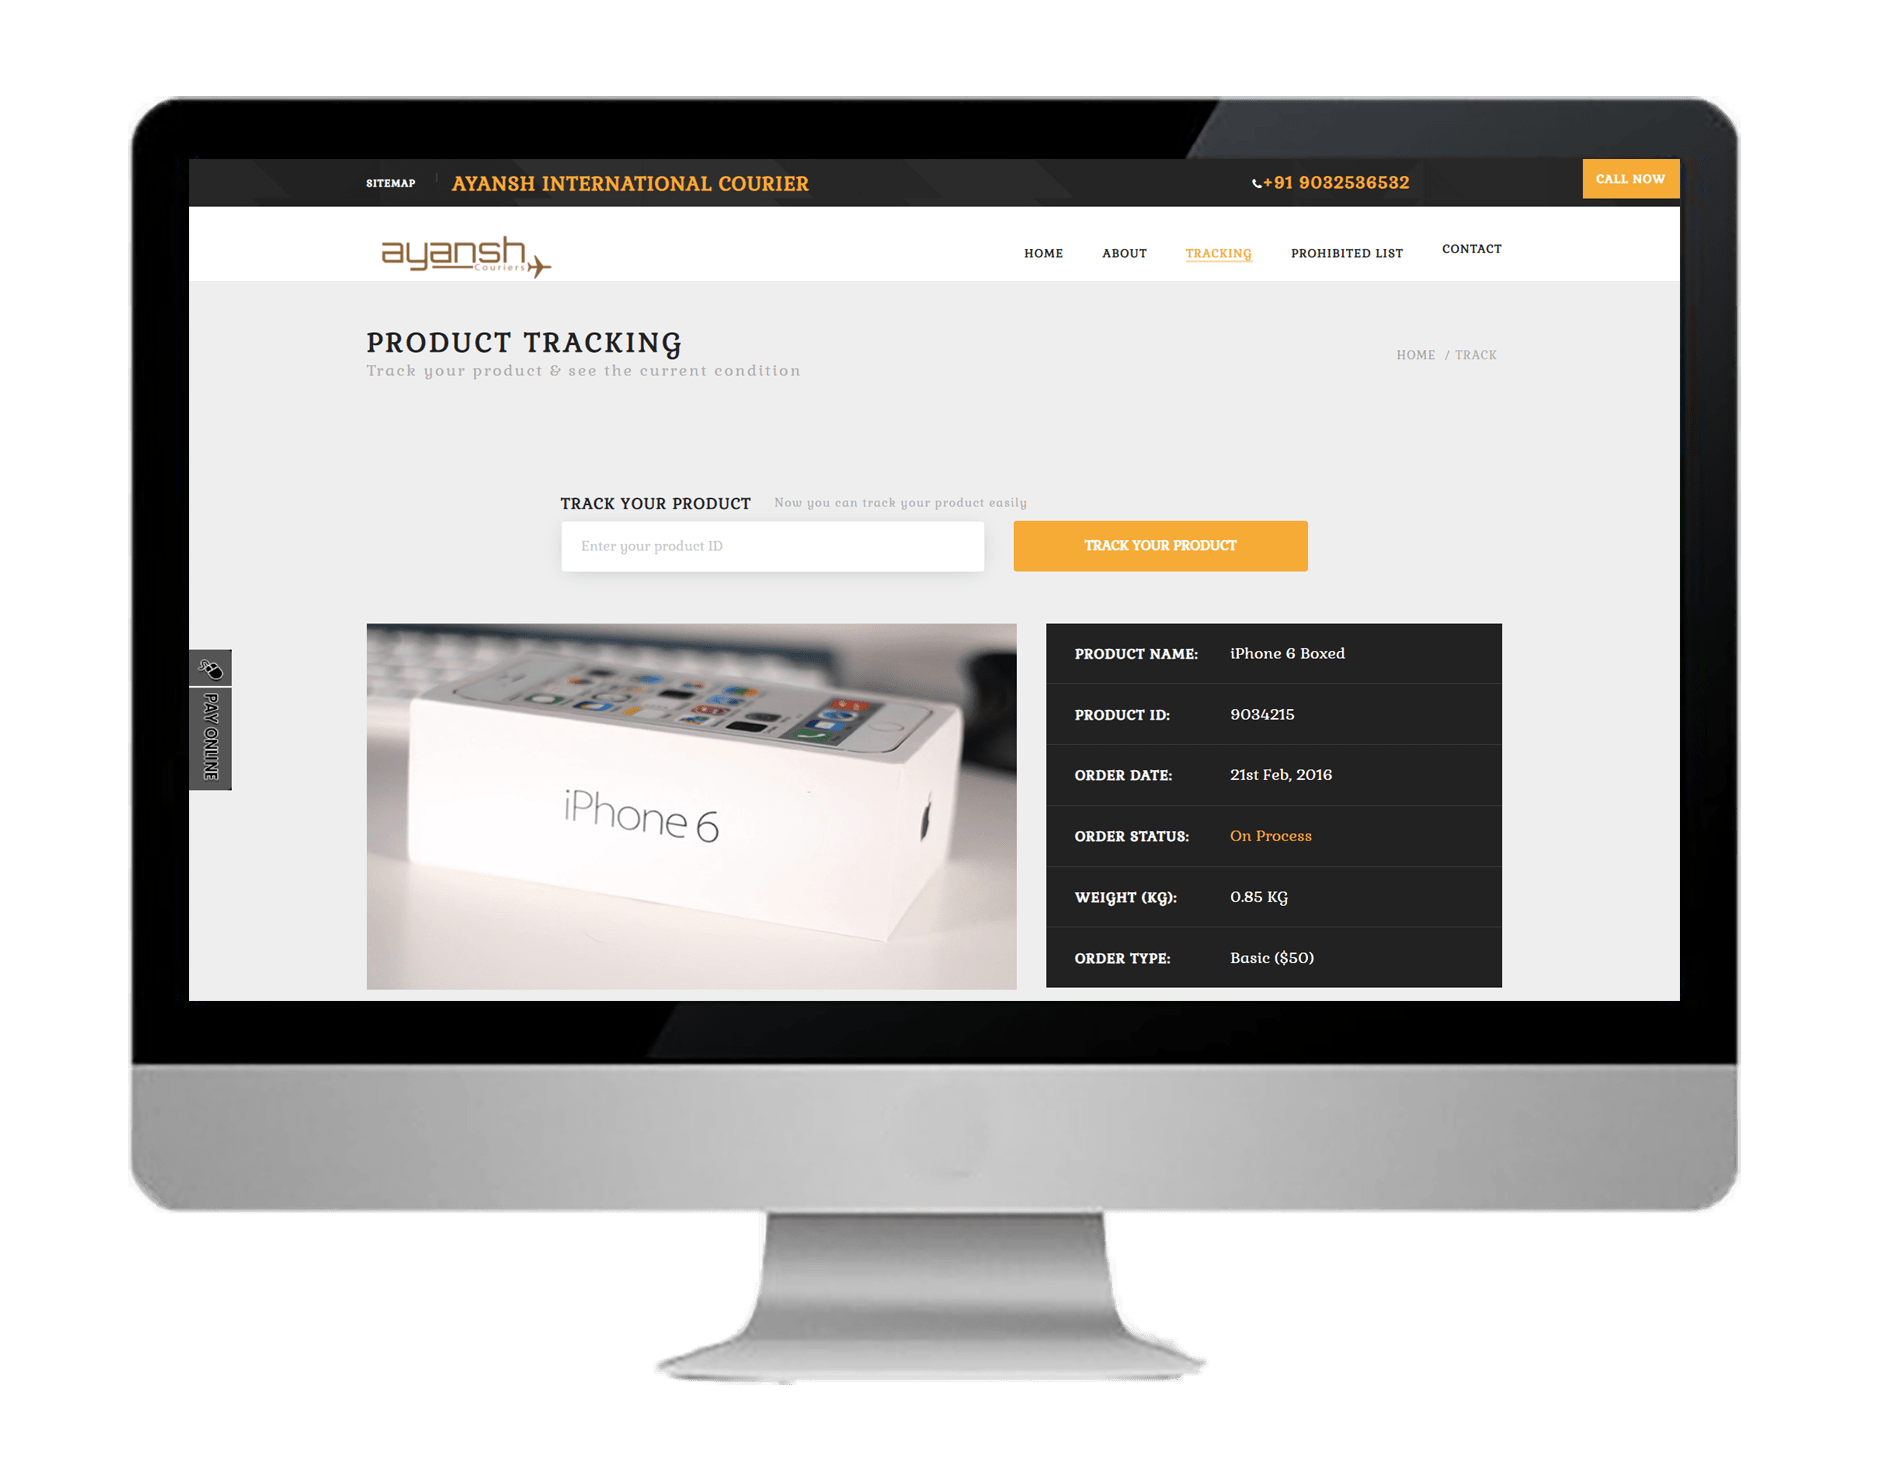 SITEMAP
AYANSH INTERNATIONAL COURIER
+91 9032536532
CALL NOW
ayansh
Couriers
HOME
ABOUT
TRACKING
PROHIBITED LIST
CONTACT
PRODUCT TRACKING
Track your product & see the current condition
HOME / TRACK
TRACK YOUR PRODUCT
Now you can track your product easily
Enter your product ID
TRACK YOUR PRODUCT
PAY ONLINE
iPhone 6
PRODUCT NAME: iPhone 6 Boxed
PRODUCT ID: 9034215
ORDER DATE: 21st Feb, 2016
ORDER STATUS: On Process
WEIGHT (KG): 0.85 KG
ORDER TYPE: Basic ($50)